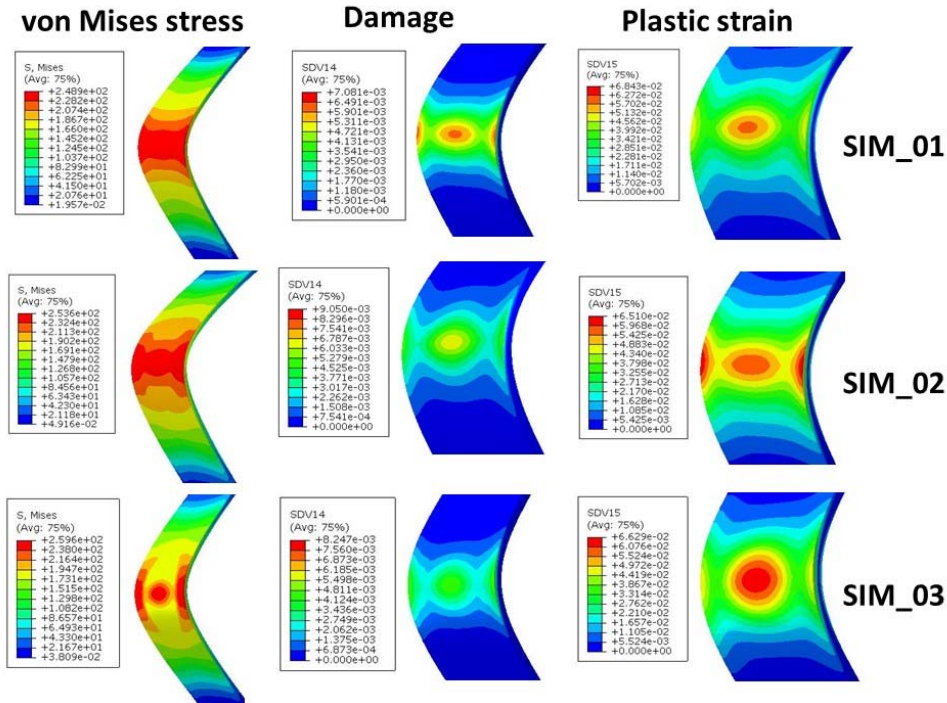 von Mises stress
Damage
Plastic strain
S, Mises
(Avg: 75%)
+2.489e+02
+2.282e+02
+2.074e+02
+1.867e+02
+1.660e+02
+1.452e+02
+1.245e+02
+1.037e+02
+8.299e+01
+6.225e+01
+4.150e+01
+2.076e+01
+1.957e-02
SDV14
(Avg: 75%)
+7.081e-03
+6.491e-03
+5.901e-03
+5.311e-03
+4.721e-03
+4.131e-03
+3.541e-03
+2.950e-03
+2.360e-03
+1.770e-03
+1.180e-03
+5.901e-04
+0.000e+00
SDV15
(Avg: 75%)
+6.843e-02
+6.272e-02
+5.702e-02
+5.132e-02
+4.562e-02
+3.992e-02
+3.421e-02
+2.851e-02
+2.281e-02
+1.711e-02
+1.140e-02
+5.702e-03
+0.000e+00
SIM_01
S, Mises
(Avg: 75%)
+2.536e+02
+2.324e+02
+2.113e+02
+1.902e+02
+1.691e+02
+1.479e+02
+1.268e+02
+1.057e+02
+8.456e+01
+6.343e+01
+4.230e+01
+2.118e+01
+4.916e-02
SDV14
(Avg: 75%)
+9.050e-03
+8.296e-03
+7.541e-03
+6.787e-03
+6.033e-03
+5.279e-03
+4.525e-03
+3.771e-03
+3.017e-03
+2.262e-03
+1.508e-03
+7.541e-04
+0.000e+00
SDV15
(Avg: 75%)
+6.510e-02
+5.968e-02
+5.425e-02
+4.883e-02
+4.340e-02
+3.798e-02
+3.255e-02
+2.713e-02
+2.170e-02
+1.628e-02
+1.085e-02
+5.425e-03
+0.000e+00
SIM_02
S, Mises
(Avg: 75%)
+2.596e+02
+2.380e+02
+2.164e+02
+1.947e+02
+1.731e+02
+1.515e+02
+1.298e+02
+1.082e+02
+8.657e+01
+6.493e+01
+4.330e+01
+2.167e+01
+3.809e-02
SDV14
(Avg: 75%)
+8.247e-03
+7.560e-03
+6.873e-03
+6.185e-03
+5.498e-03
+4.811e-03
+4.124e-03
+3.436e-03
+2.749e-03
+2.062e-03
+1.375e-03
+6.873e-04
+0.000e+00
SDV15
(Avg: 75%)
+6.629e-02
+6.076e-02
+5.524e-02
+4.972e-02
+4.419e-02
+3.867e-02
+3.314e-02
+2.762e-02
+2.210e-02
+1.657e-02
+1.105e-02
+5.524e-03
+0.000e+00
SIM_03